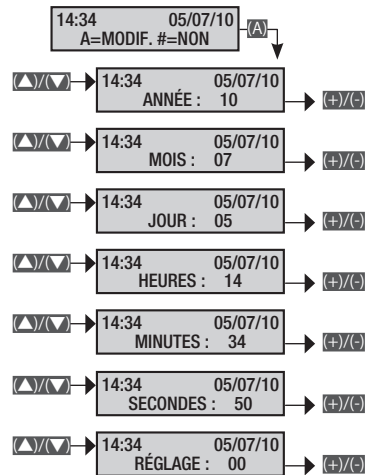 14:34 05/07/10
A=MODIF. #=NON
(A)
(▲)/(▼) 14:34 05/07/10
ANNÉE : 10 (+)/(-)
(▲)/(▼) 14:34 05/07/10
MOIS : 07 (+)/(-)
(▲)/(▼) 14:34 05/07/10
JOUR : 05 (+)/(-)
(▲)/(▼) 14:34 05/07/10
HEURES : 14 (+)/(-)
(▲)/(▼) 14:34 05/07/10
MINUTES : 34 (+)/(-)
(▲)/(▼) 14:34 05/07/10
SECONDES : 50 (+)/(-)
(▲)/(▼) 14:34 05/07/10
RÉGLAGE : 00 (+)/(-)